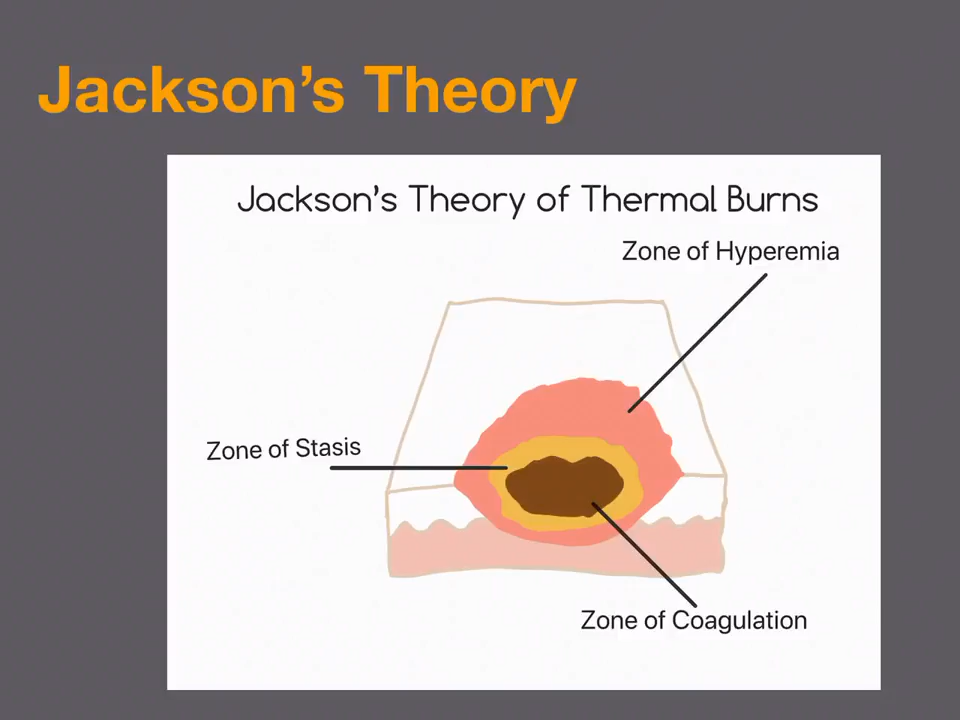 Jackson’s Theory
Jackson’s Theory of Thermal Burns
Zone of Hyperemia
Zone of Stasis
Zone of Coagulation